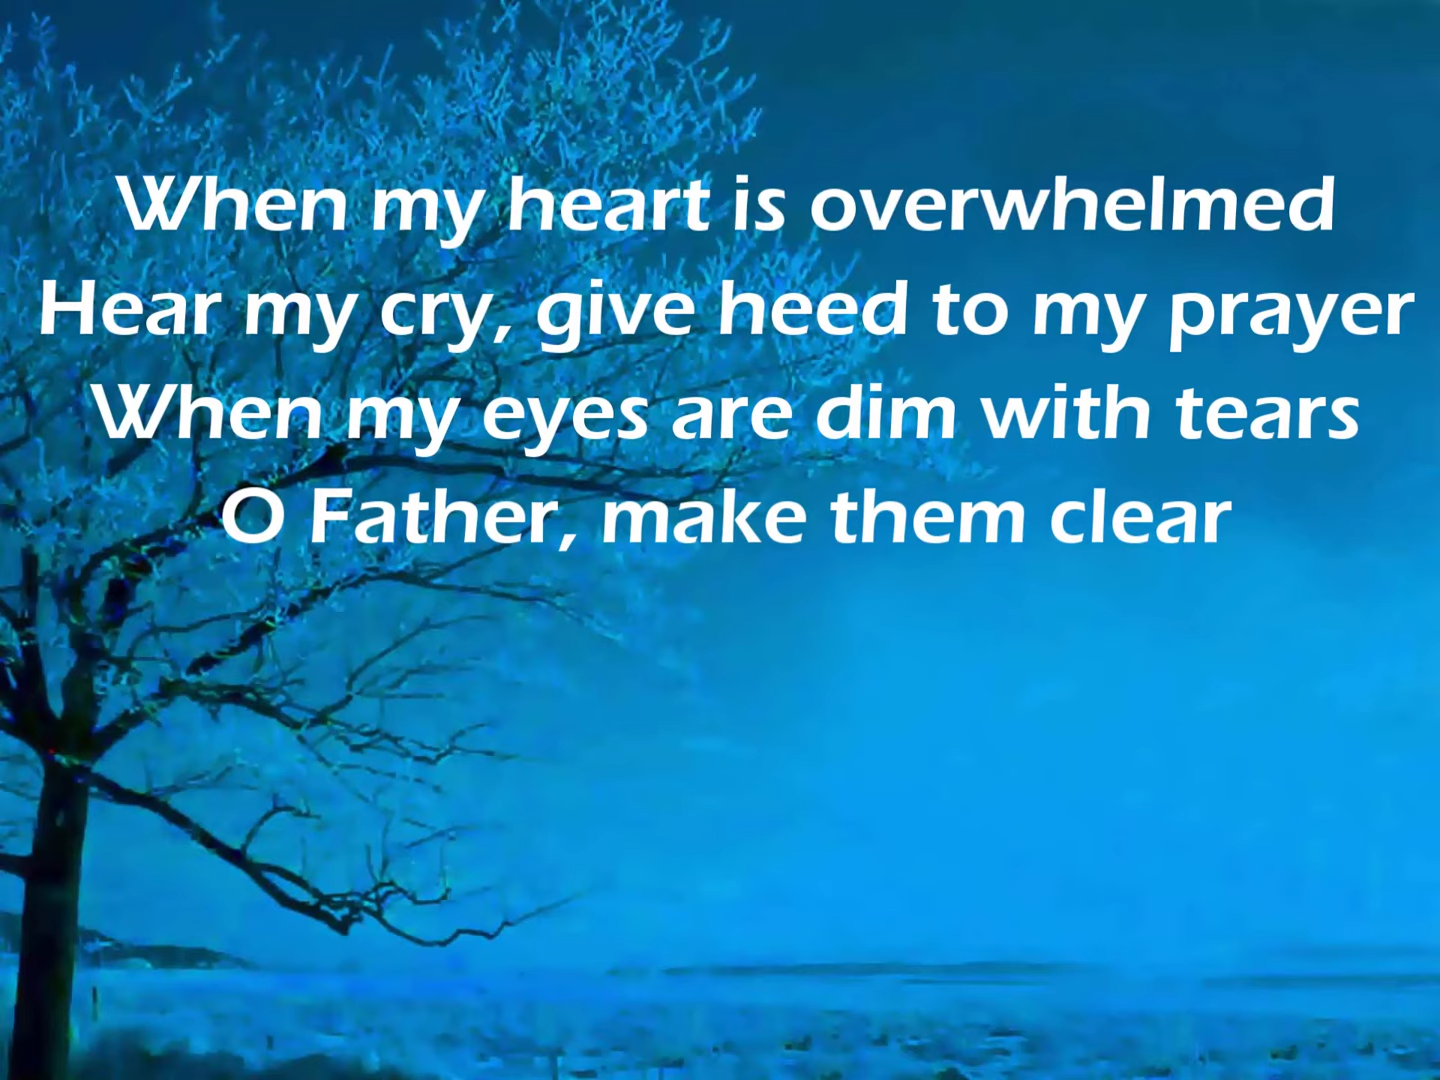 When my heart is overwhelmed
Hear my cry, give heed to my prayer
When my eyes are dim with tears
O Father, make them clear